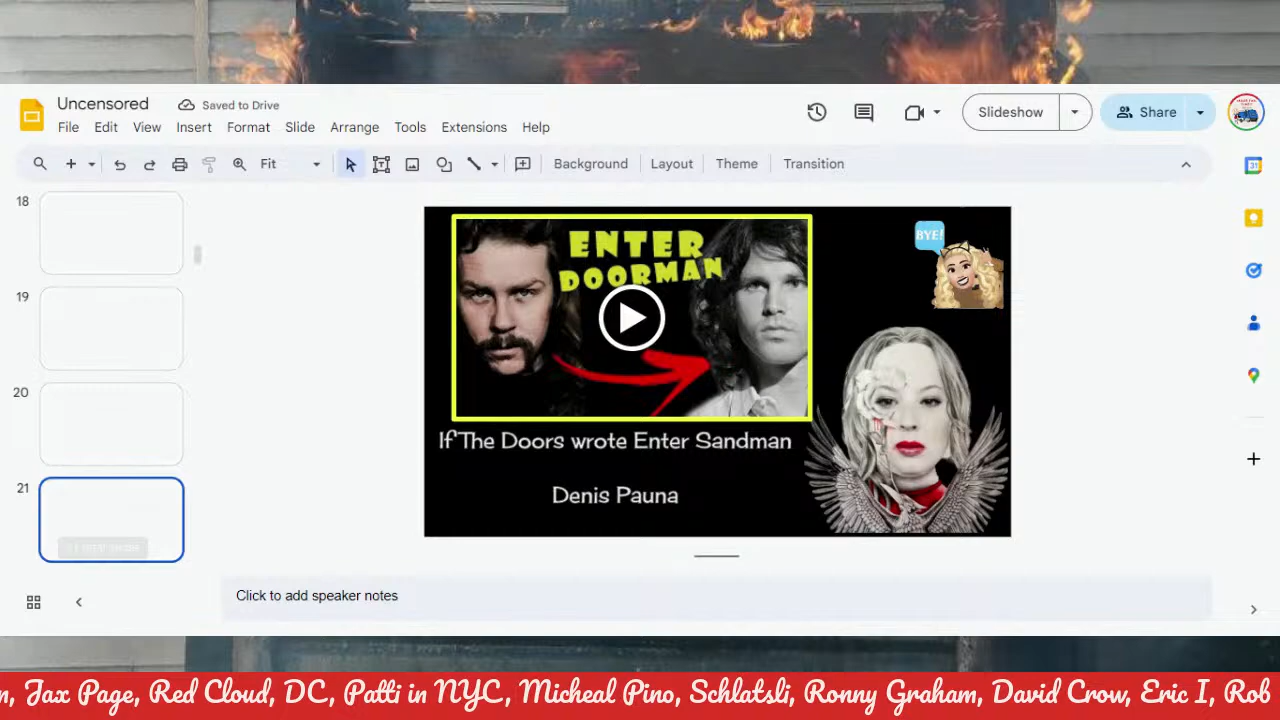 Uncensored
Saved to Drive
File Edit View Insert Format Slide Arrange Tools Extensions Help
Slideshow
Share
Fit
Background Layout Theme Transition
18
19
20
21
ENTER
DOORMAN
BYE!
If The Doors wrote Enter Sandman
Denis Pauna
Click to add speaker notes
Jax Page, Red Cloud, DC, Patti in NYC, Micheal Pino, Schlatsli, Ronny Graham, David Crow, Eric I, Rob